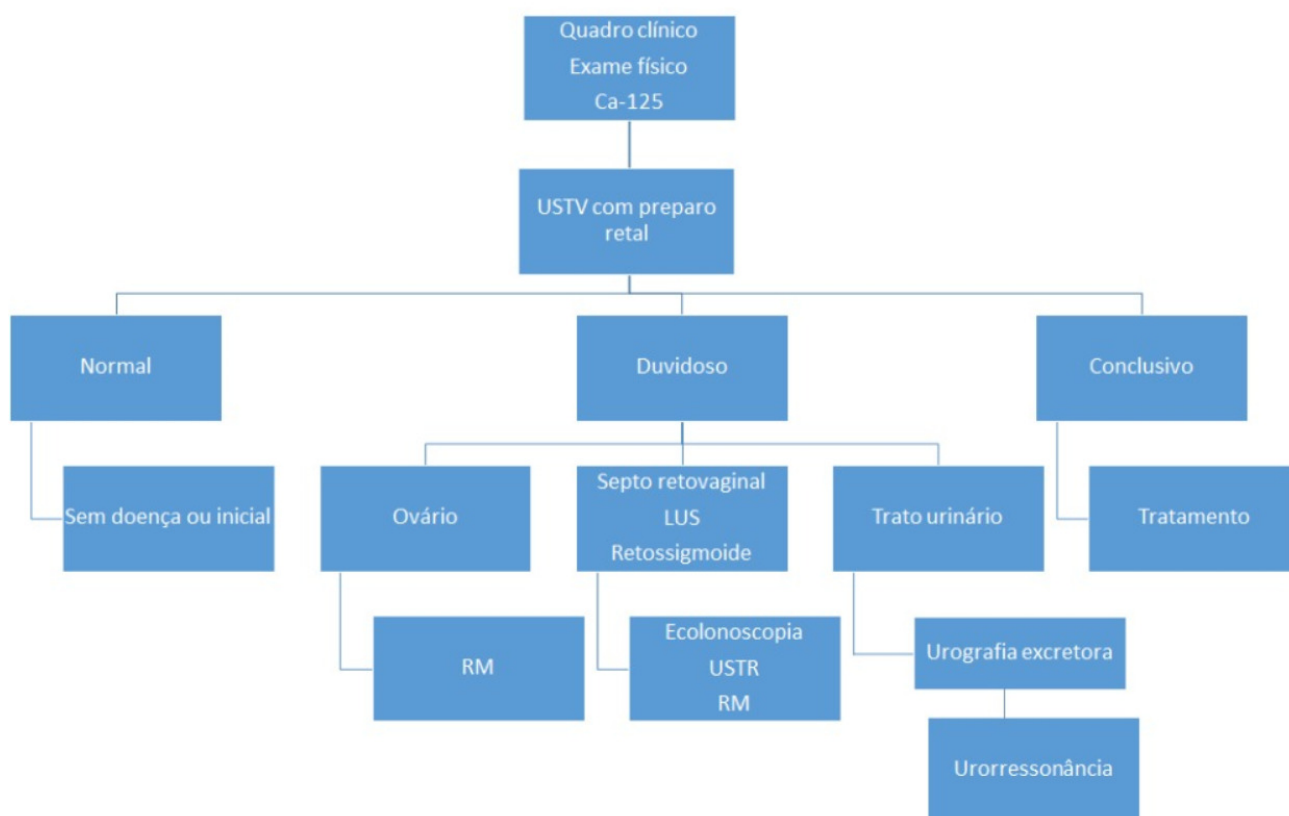 Quadro clínico
Exame físico
Ca-125
USTV com preparo
retal
Normal
Duvidoso
Conclusivo
Sem doença ou inicial
Ovário
Septo retovaginal
LUS
Retossigmoide
Trato urinário
Tratamento
RM
Ecolonoscopia
USTR
RM
Urografia excretora
Urorressonância